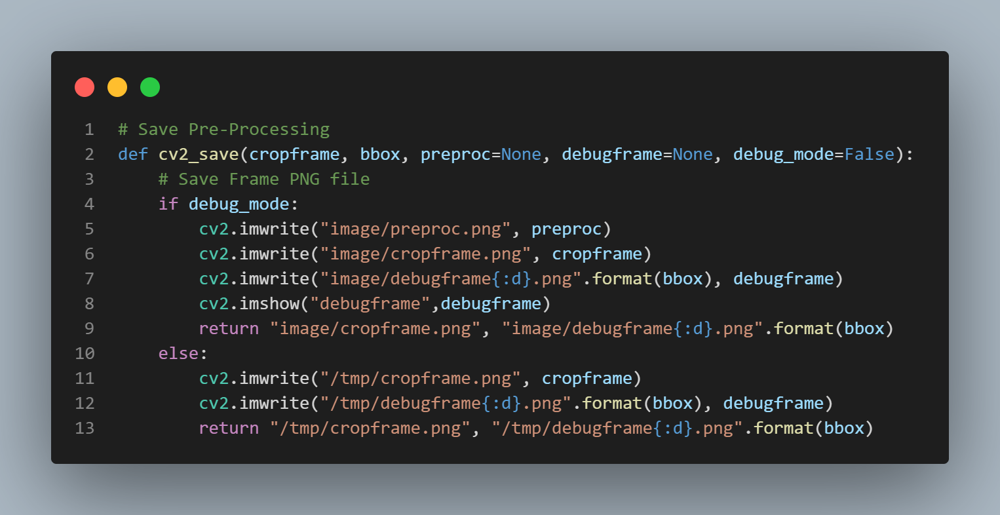 1 # Save Pre-Processing
2 def cv2_save(cropframe, bbox, preproc=None, debugframe=None, debug_mode=False):
3     # Save Frame PNG file
4     if debug_mode:
5         cv2.imwrite("image/preproc.png", preproc)
6         cv2.imwrite("image/cropframe.png", cropframe)
7         cv2.imwrite("image/debugframe{:d}.png".format(bbox), debugframe)
8         cv2.imshow("debugframe",debugframe)
9         return "image/cropframe.png", "image/debugframe{:d}.png".format(bbox)
10     else:
11         cv2.imwrite("/tmp/cropframe.png", cropframe)
12         cv2.imwrite("/tmp/debugframe{:d}.png".format(bbox), debugframe)
13         return "/tmp/cropframe.png", "/tmp/debugframe{:d}.png".format(bbox)